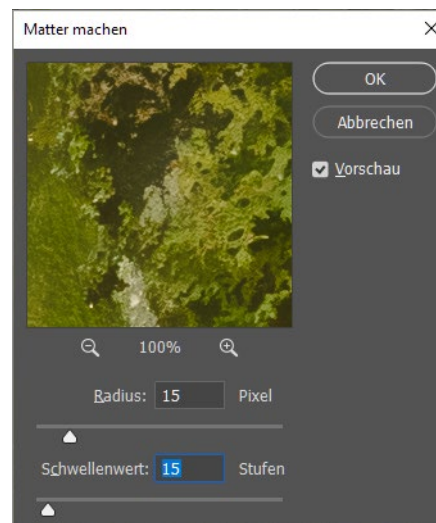 Matter machen
OK
Abbrechen
Vorschau
100%
Radius: 15 Pixel
Schwellenwert: 15 Stufen